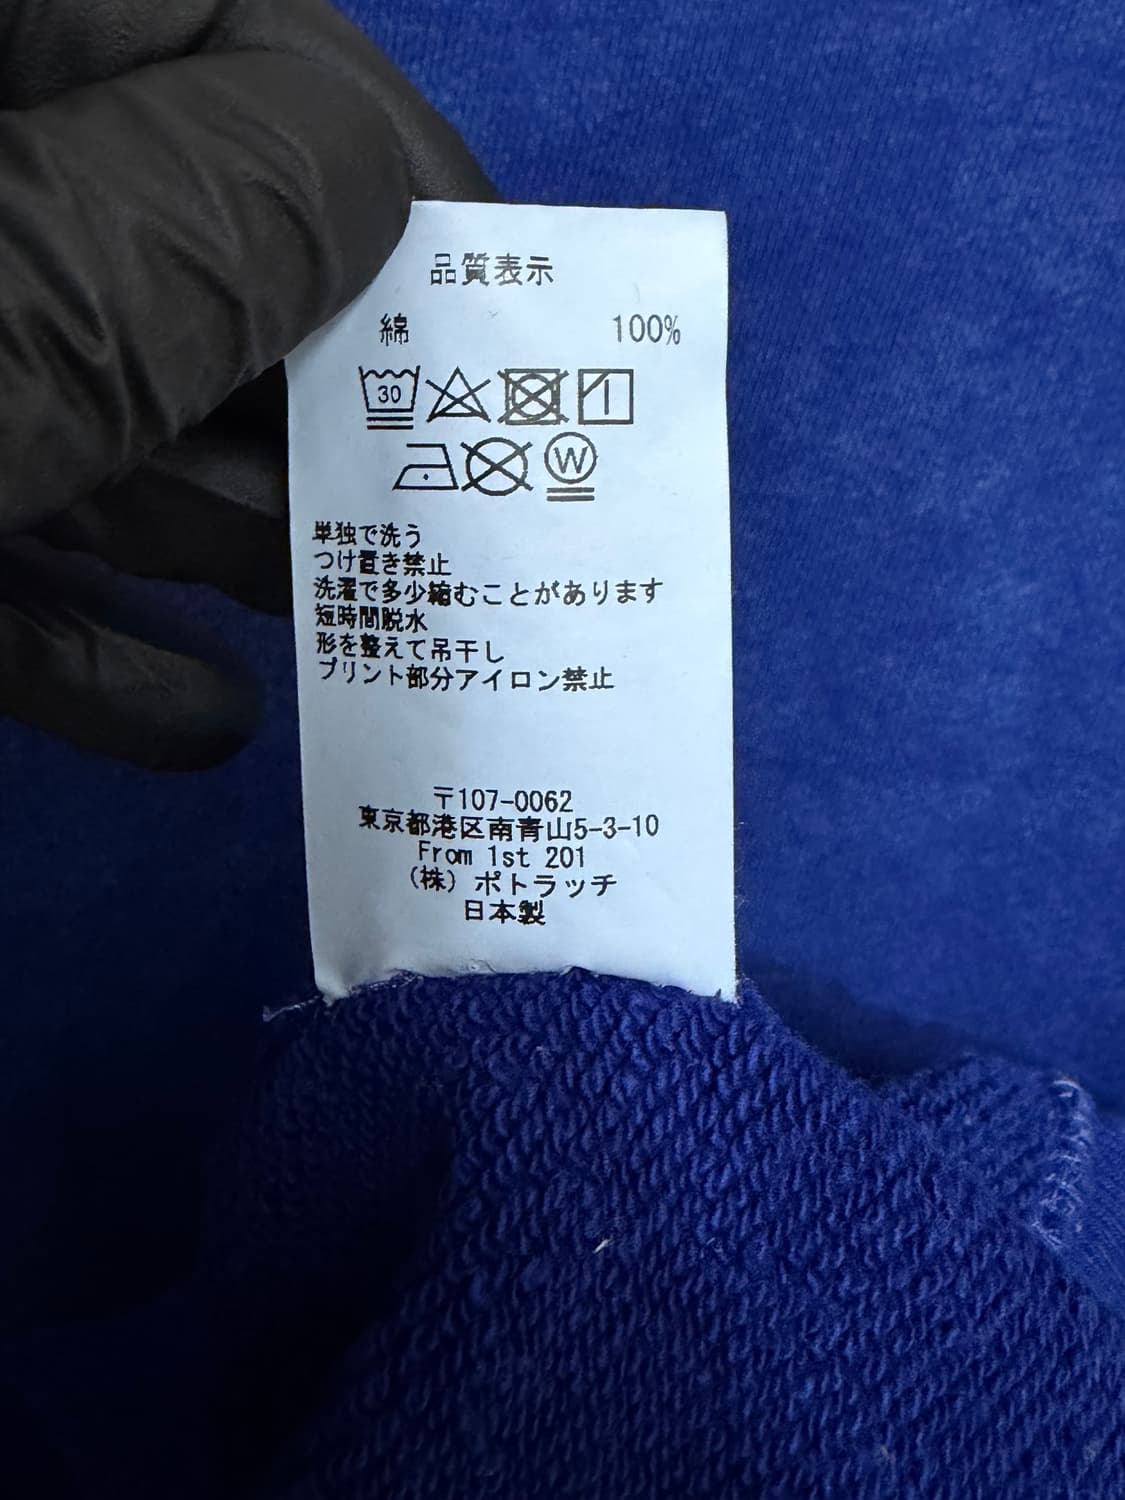 品質表示
綿 100%
30
W
単独で洗う
つけ置き禁止
洗濯で多少縮むことがあります
短時間脱水
形を整えて吊干し
プリント部分アイロン禁止
〒107-0062
東京都港区南青山5-3-10
From 1st 201
(株) ポトラッチ
日本製